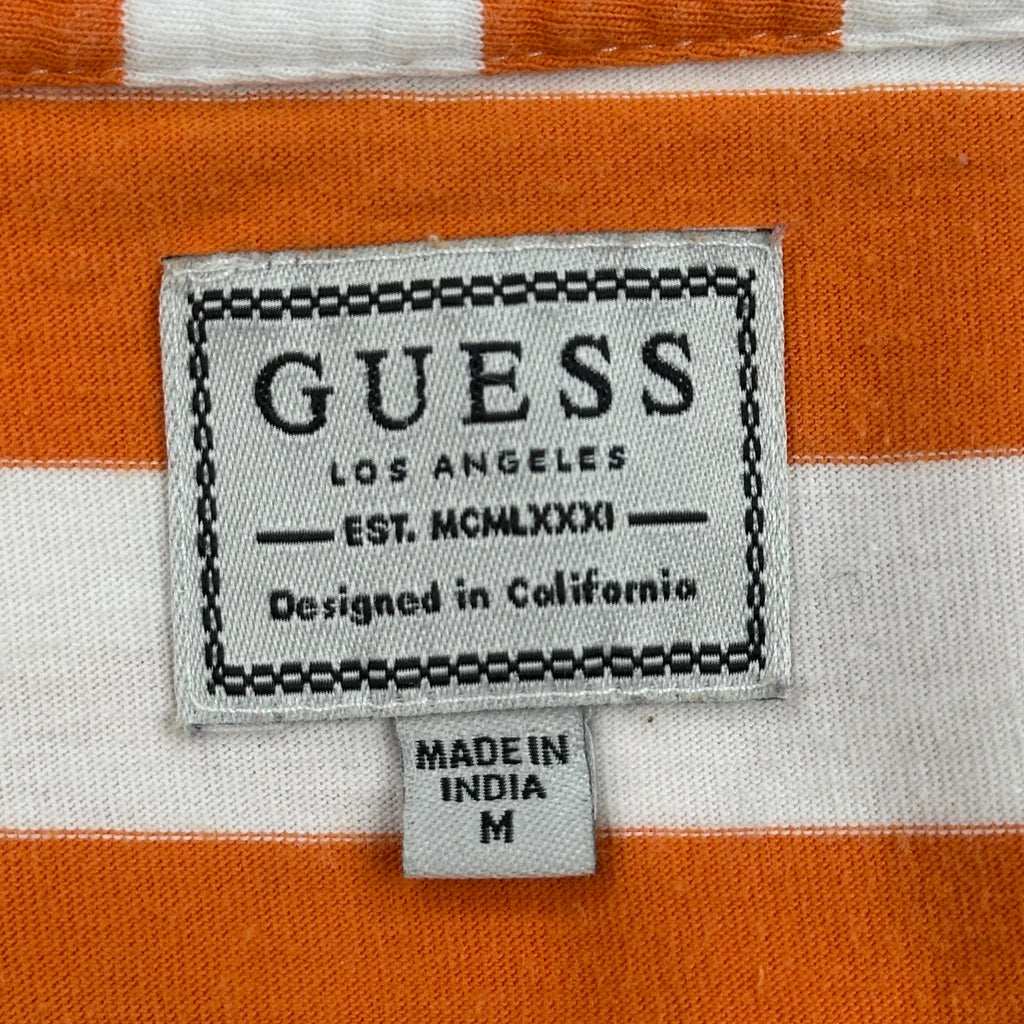 GUESS
LOS ANGELES
EST. MCMLXXXI
Designed in California
MADE IN
INDIA
M